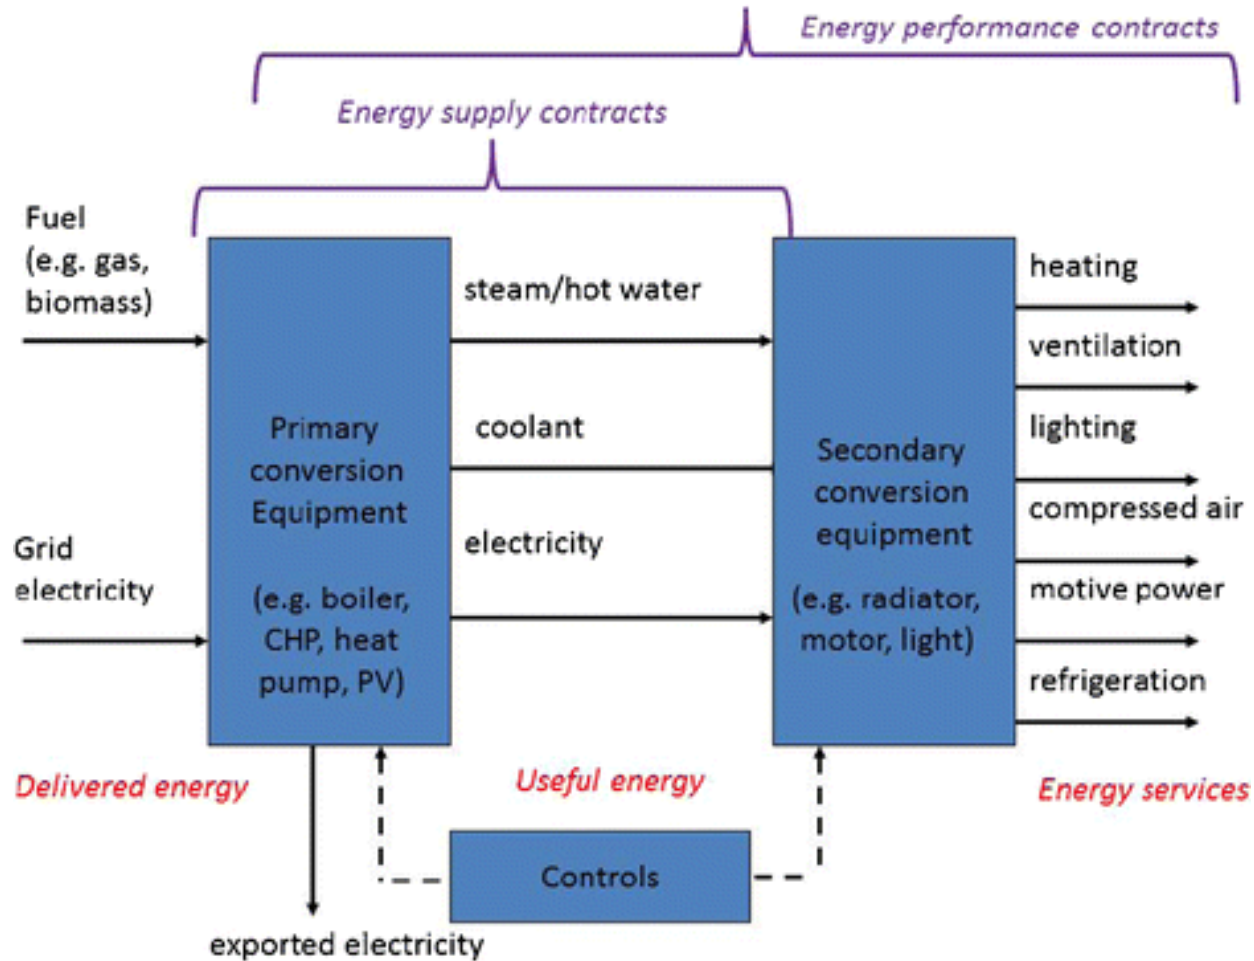 Energy performance contracts
Energy supply contracts
Fuel
(e.g. gas,
biomass)
Grid
electricity
Primary
conversion
Equipment
(e.g. boiler,
CHP, heat
pump, PV)
steam/hot water
coolant
electricity
Secondary
conversion
equipment
(e.g. radiator,
motor, light)
heating
ventilation
lighting
compressed air
motive power
refrigeration
Delivered energy
Useful energy
Energy services
Controls
exported electricity